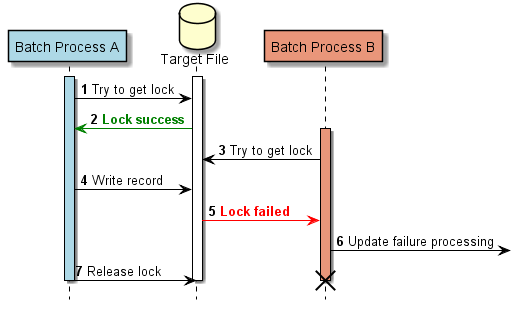 Batch Process A
Target File
Batch Process B
1 Try to get lock
2 Lock success
3 Try to get lock
4 Write record
5 Lock failed
6 Update failure processing
7 Release lock